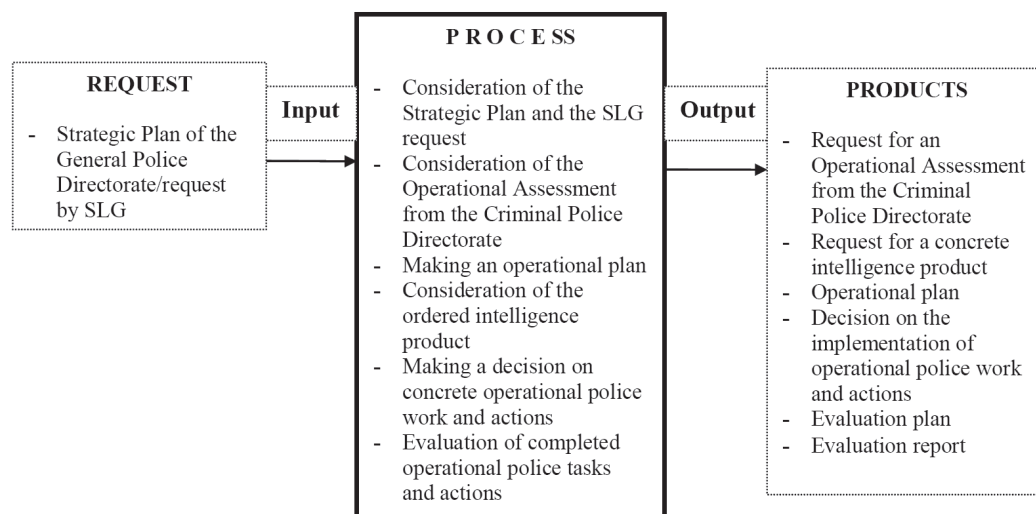 REQUEST
- Strategic Plan of the
General Police
Directorate/request
by SLG
Input
P R O C E SS
- Consideration of the
Strategic Plan and the SLG
request
- Consideration of the
Operational Assessment
from the Criminal Police
Directorate
- Making an operational plan
- Consideration of the
ordered intelligence
product
- Making a decision on
concrete operational police
work and actions
- Evaluation of completed
operational police tasks
and actions
Output
PRODUCTS
- Request for an
Operational Assessment
from the Criminal
Police Directorate
- Request for a concrete
intelligence product
- Operational plan
- Decision on the
implementation of
operational police work
and actions
- Evaluation plan
- Evaluation report